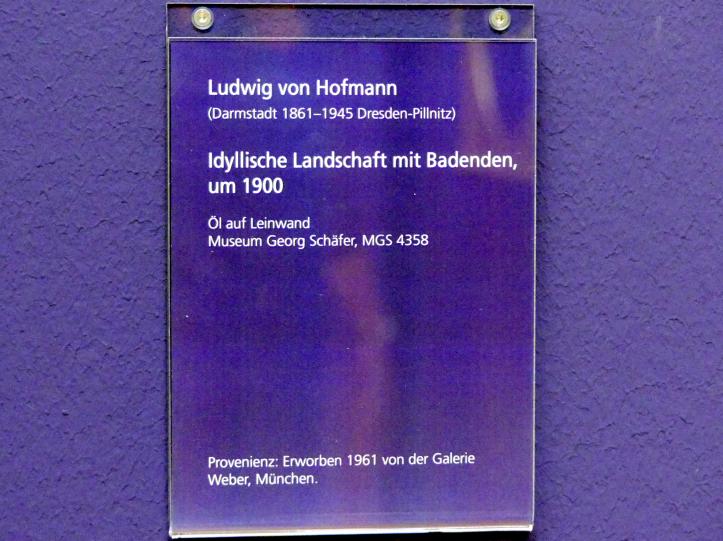 Ludwig von Hofmann
(Darmstadt 1861–1945 Dresden-Pillnitz)
Idyllische Landschaft mit Badenden,
um 1900
Öl auf Leinwand
Museum Georg Schäfer, MGS 4358
Provenienz: Erworben 1961 von der Galerie
Weber, München.